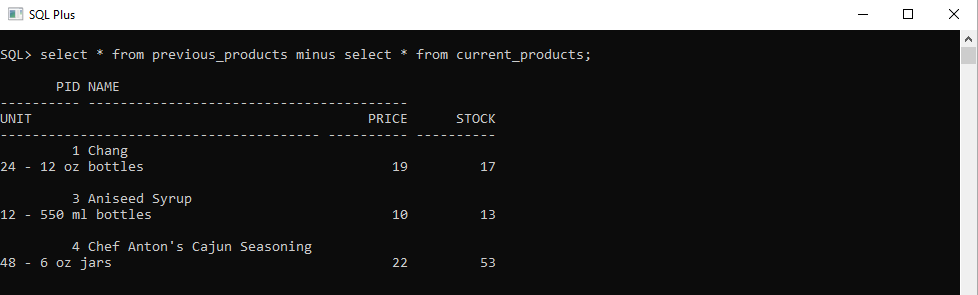 SQL Plus
SQL> select * from previous_products minus select * from current_products;
       PID NAME
---------- ----------------------------------------
UNIT                                          PRICE      STOCK
---------------------------------------- ---------- ----------
         1 Chang
24 - 12 oz bottles                               19         17
         3 Aniseed Syrup
12 - 550 ml bottles                              10         13
         4 Chef Anton's Cajun Seasoning
48 - 6 oz jars                                   22         53